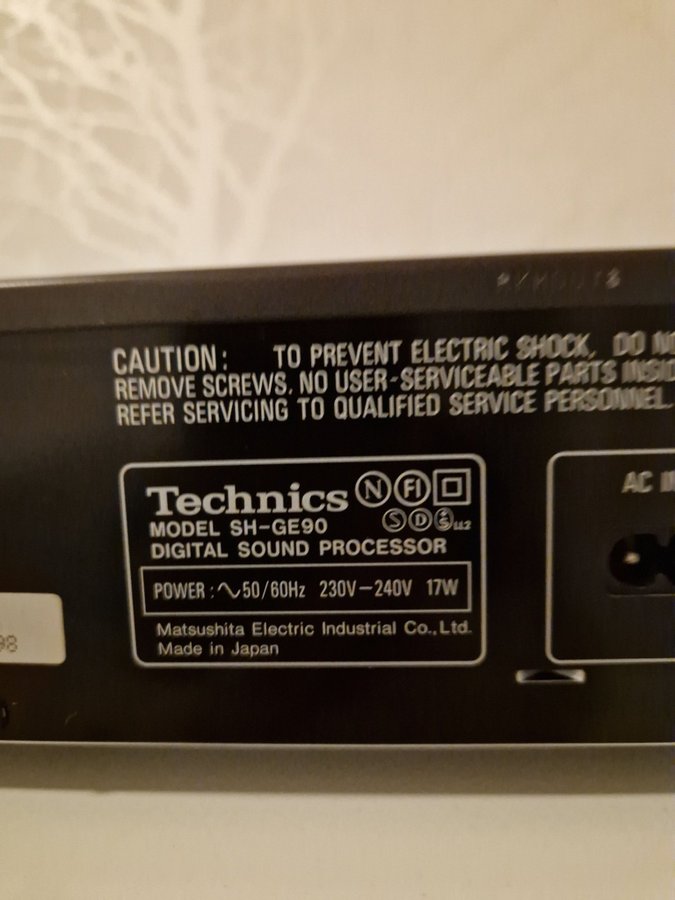 CAUTION: TO PREVENT ELECTRIC SHOCK, DO NO
REMOVE SCREWS. NO USER-SERVICEABLE PARTS INSID
REFER SERVICING TO QUALIFIED SERVICE PERSONNEL.
Technics N FI
MODEL SH-GE90 S D S
DIGITAL SOUND PROCESSOR
POWER: ∿50/60Hz 230V-240V 17W
Matsushita Electric Industrial Co., Ltd.
Made in Japan
AC IN
98